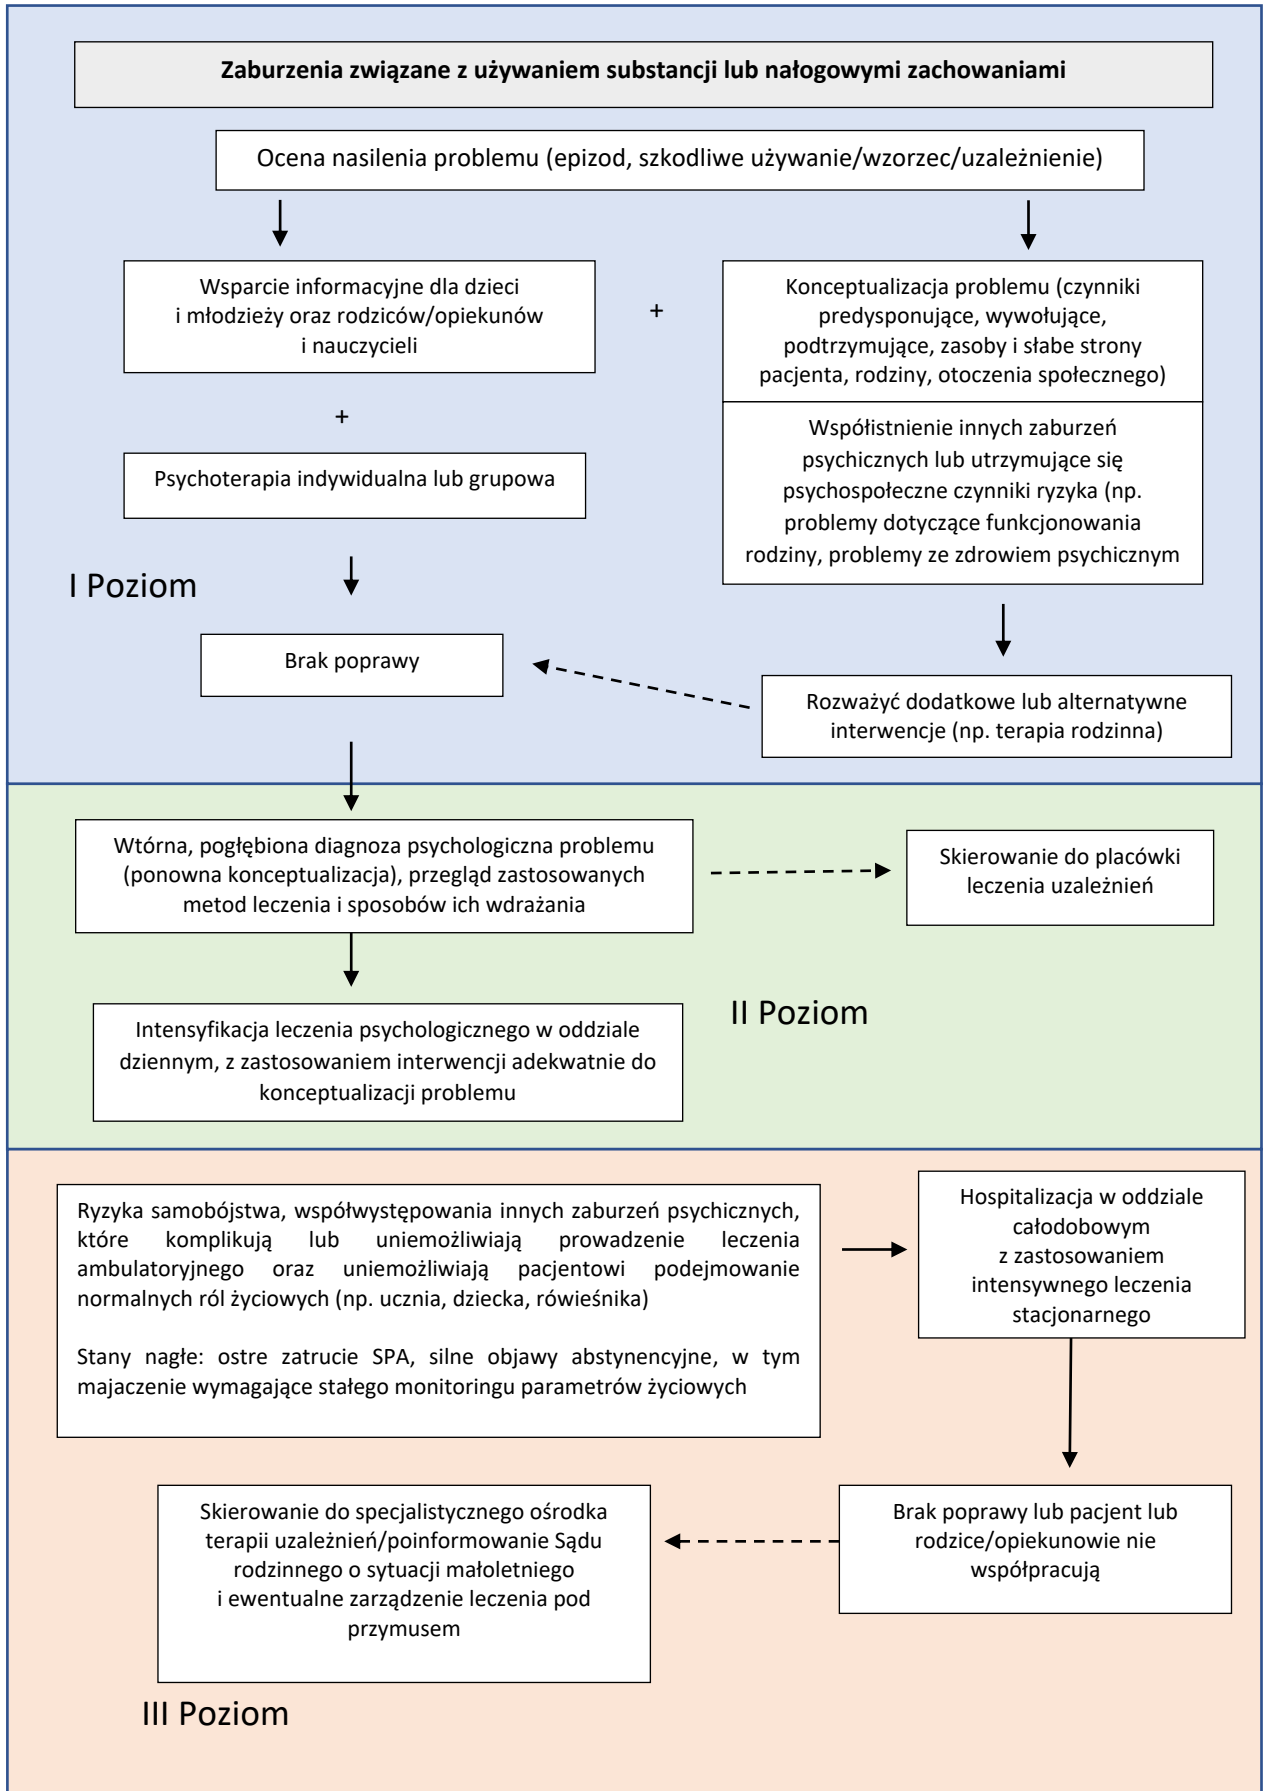 Zaburzenia związane z używaniem substancji lub nałogowymi zachowaniami
Ocena nasilenia problemu (epizod, szkodliwe używanie/wzorzec/uzależnienie)
Wsparcie informacyjne dla dzieci
i młodzieży oraz rodziców/opiekunów
i nauczycieli
+
Konceptualizacja problemu (czynniki
predysponujące, wywołujące,
podtrzymujące, zasoby i słabe strony
pacjenta, rodziny, otoczenia społecznego)
+
Psychoterapia indywidualna lub grupowa
Współistnienie innych zaburzeń
psychicznych lub utrzymujące się
psychospołeczne czynniki ryzyka (np.
problemy dotyczące funkcjonowania
rodziny, problemy ze zdrowiem psychicznym
I Poziom
Brak poprawy
Rozważyć dodatkowe lub alternatywne
interwencje (np. terapia rodzinna)
Wtórna, pogłębiona diagnoza psychologiczna problemu
(ponowna konceptualizacja), przegląd zastosowanych
metod leczenia i sposobów ich wdrażania
Skierowanie do placówki
leczenia uzależnień
II Poziom
Intensyfikacja leczenia psychologicznego w oddziale
dziennym, z zastosowaniem interwencji adekwatnie do
konceptualizacji problemu
Ryzyka samobójstwa, współwystępowania innych zaburzeń psychicznych,
które komplikują lub uniemożliwiają prowadzenie leczenia
ambulatoryjnego oraz uniemożliwiają pacjentowi podejmowanie
normalnych ról życiowych (np. ucznia, dziecka, rówieśnika)
Stany nagłe: ostre zatrucie SPA, silne objawy abstynencyjne, w tym
majaczenie wymagające stałego monitoringu parametrów życiowych
Hospitalizacja w oddziale
całodobowym
z zastosowaniem
intensywnego leczenia
stacjonarnego
Skierowanie do specjalistycznego ośrodka
terapii uzależnień/poinformowanie Sądu
rodzinnego o sytuacji małoletniego
i ewentualne zarządzenie leczenia pod
przymusem
Brak poprawy lub pacjent lub
rodzice/opiekunowie nie
współpracują
III Poziom